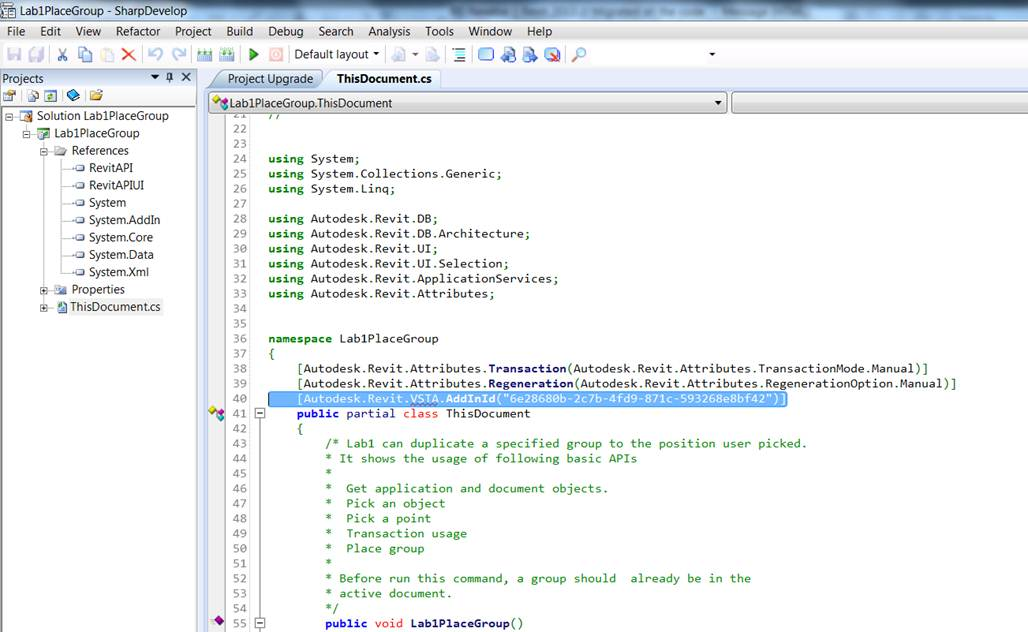 Lab1PlaceGroup - SharpDevelop
File Edit View Refactor Project Build Debug Search Analysis Tools Window Help
Default layout
Projects
Project Upgrade ThisDocument.cs
Lab1PlaceGroup.ThisDocument
Solution Lab1PlaceGroup
Lab1PlaceGroup
References
RevitAPI
RevitAPIUI
System
System.AddIn
System.Core
System.Data
System.Xml
Properties
ThisDocument.cs
21 //
22
23
24 using System;
25 using System.Collections.Generic;
26 using System.Linq;
27
28 using Autodesk.Revit.DB;
29 using Autodesk.Revit.DB.Architecture;
30 using Autodesk.Revit.UI;
31 using Autodesk.Revit.UI.Selection;
32 using Autodesk.Revit.ApplicationServices;
33 using Autodesk.Revit.Attributes;
34
35
36 namespace Lab1PlaceGroup
37 {
38 [Autodesk.Revit.Attributes.Transaction(Autodesk.Revit.Attributes.TransactionMode.Manual)]
39 [Autodesk.Revit.Attributes.Regeneration(Autodesk.Revit.Attributes.RegenerationOption.Manual)]
40 [Autodesk.Revit.VSTA.AddInId("6e28680b-2c7b-4fd9-871c-593268e8bf42")]
41 public partial class ThisDocument
42 {
43 /* Lab1 can duplicate a specified group to the position user picked.
44 * It shows the usage of following basic APIs
45 *
46 * Get application and document objects.
47 * Pick an object
48 * Pick a point
49 * Transaction usage
50 * Place group
51 *
52 * Before run this command, a group should already be in the
53 * active document.
54 */
55 public void Lab1PlaceGroup()